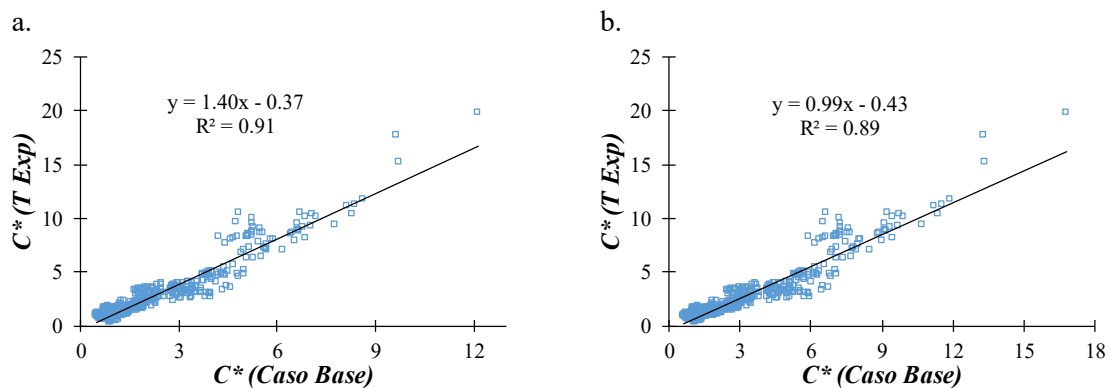 a.
25
20
15
10
5
0
C* (T Exp)
y = 1.40x - 0.37
R² = 0.91
0 3 6 9 12
C* (Caso Base)
b.
25
20
15
10
5
0
C* (T Exp)
y = 0.99x - 0.43
R² = 0.89
0 3 6 9 12 15 18
C* (Caso Base)